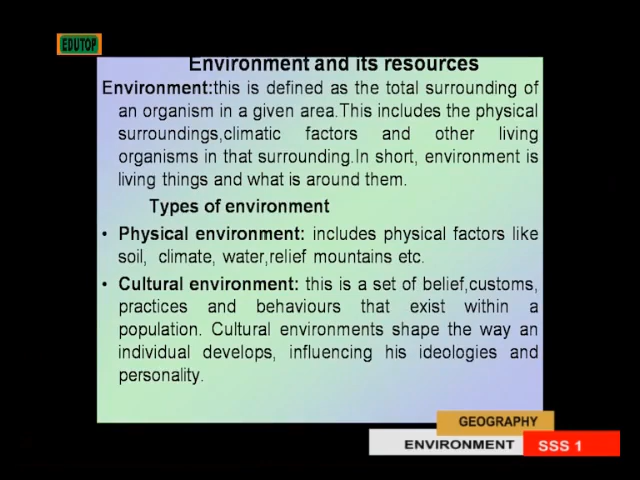 EDUTOP
Environment and its resources
Environment:this is defined as the total surrounding of
an organism in a given area.This includes the physical
surroundings,climatic factors and other living
organisms in that surrounding.In short, environment is
living things and what is around them.
Types of environment
• Physical environment: includes physical factors like
soil, climate, water,relief mountains etc.
• Cultural environment: this is a set of belief,customs,
practices and behaviours that exist within a
population. Cultural environments shape the way an
individual develops, influencing his ideologies and
personality.
GEOGRAPHY
ENVIRONMENT SSS 1